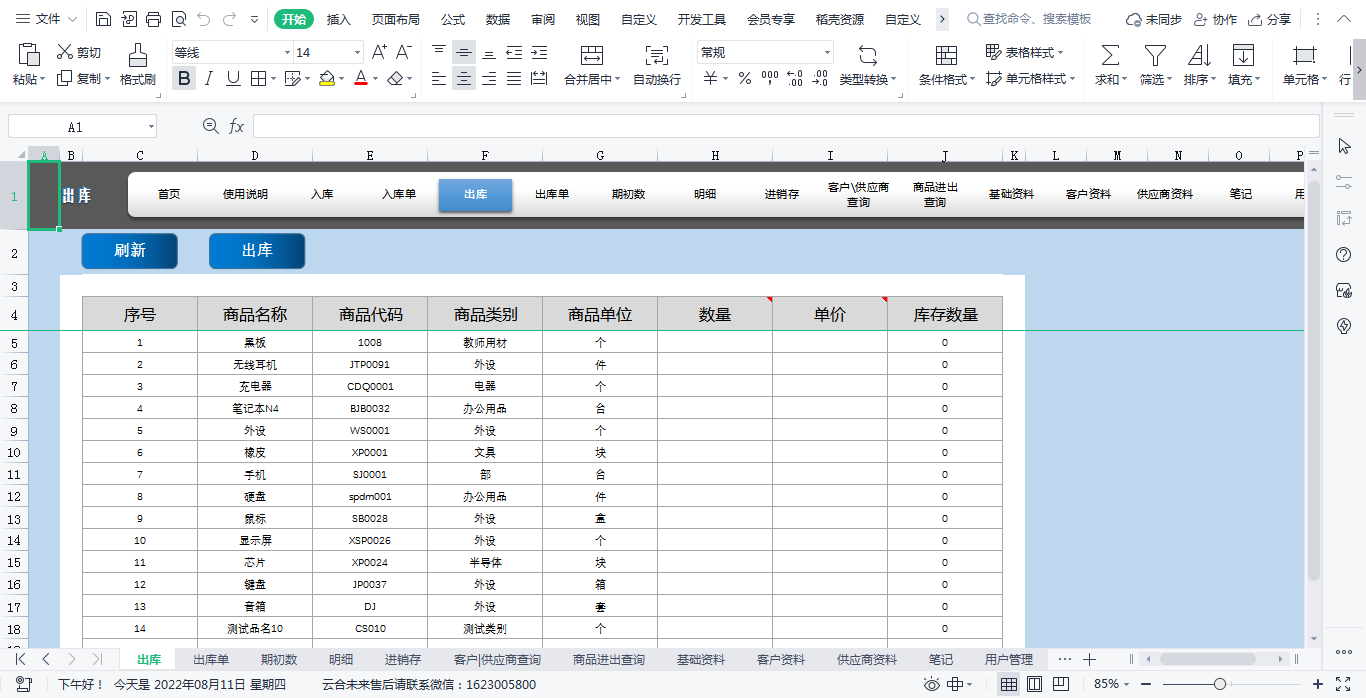 文件 开始 插入 页面布局 公式 数据 审阅 视图 自定义 开发工具 会员专享 稻壳资源 自定义 查找命令、搜索模板 未同步 协作 分享
剪切 等线 14 常规 表格样式
粘贴 复制 格式刷 合并居中 自动换行 类型转换 条件格式 单元格样式 求和 筛选 排序 填充 单元格 行
A1 fx
A B C D E F G H I J K L M N O P
1 出库 首页 使用说明 入库 入库单 出库 出库单 期初数 明细 进销存 客户\供应商查询 商品进出查询 基础资料 客户资料 供应商资料 笔记 用
2 刷新 出库
3
4 序号 商品名称 商品代码 商品类别 商品单位 数量 单价 库存数量
5 1 黑板 1008 教师用材 个 0
6 2 无线耳机 JTP0091 外设 件 0
7 3 充电器 CDQ0001 电器 个 0
8 4 笔记本N4 BJB0032 办公用品 台 0
9 5 外设 WS0001 外设 个 0
10 6 橡皮 XP0001 文具 块 0
11 7 手机 SJ0001 部 台 0
12 8 硬盘 spdm001 办公用品 件 0
13 9 鼠标 SB0028 外设 盒 0
14 10 显示屏 XSP0026 外设 个 0
15 11 芯片 XP0024 半导体 块 0
16 12 键盘 JP0037 外设 箱 0
17 13 音箱 DJ 外设 套 0
18 14 测试品名10 CS010 测试类别 个 0
出库 出库单 期初数 明细 进销存 客户|供应商查询 商品进出查询 基础资料 客户资料 供应商资料 笔记 用户管理 ··· +
下午好！ 今天是 2022年08月11日 星期四 云合未来售后请联系微信：1623005800 85%